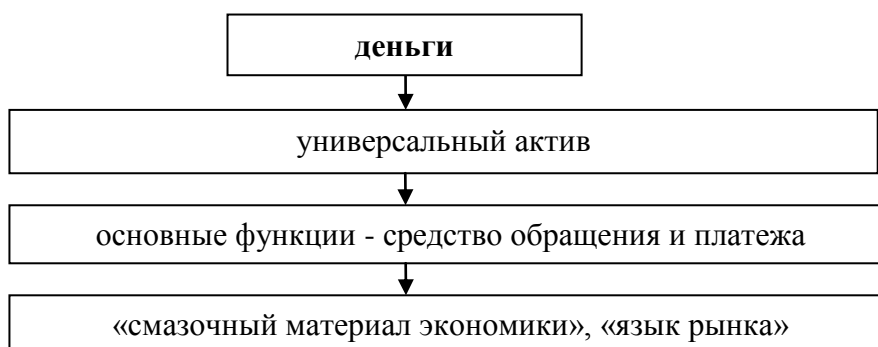 деньги
универсальный актив
основные функции - средство обращения и платежа
«смазочный материал экономики», «язык рынка»